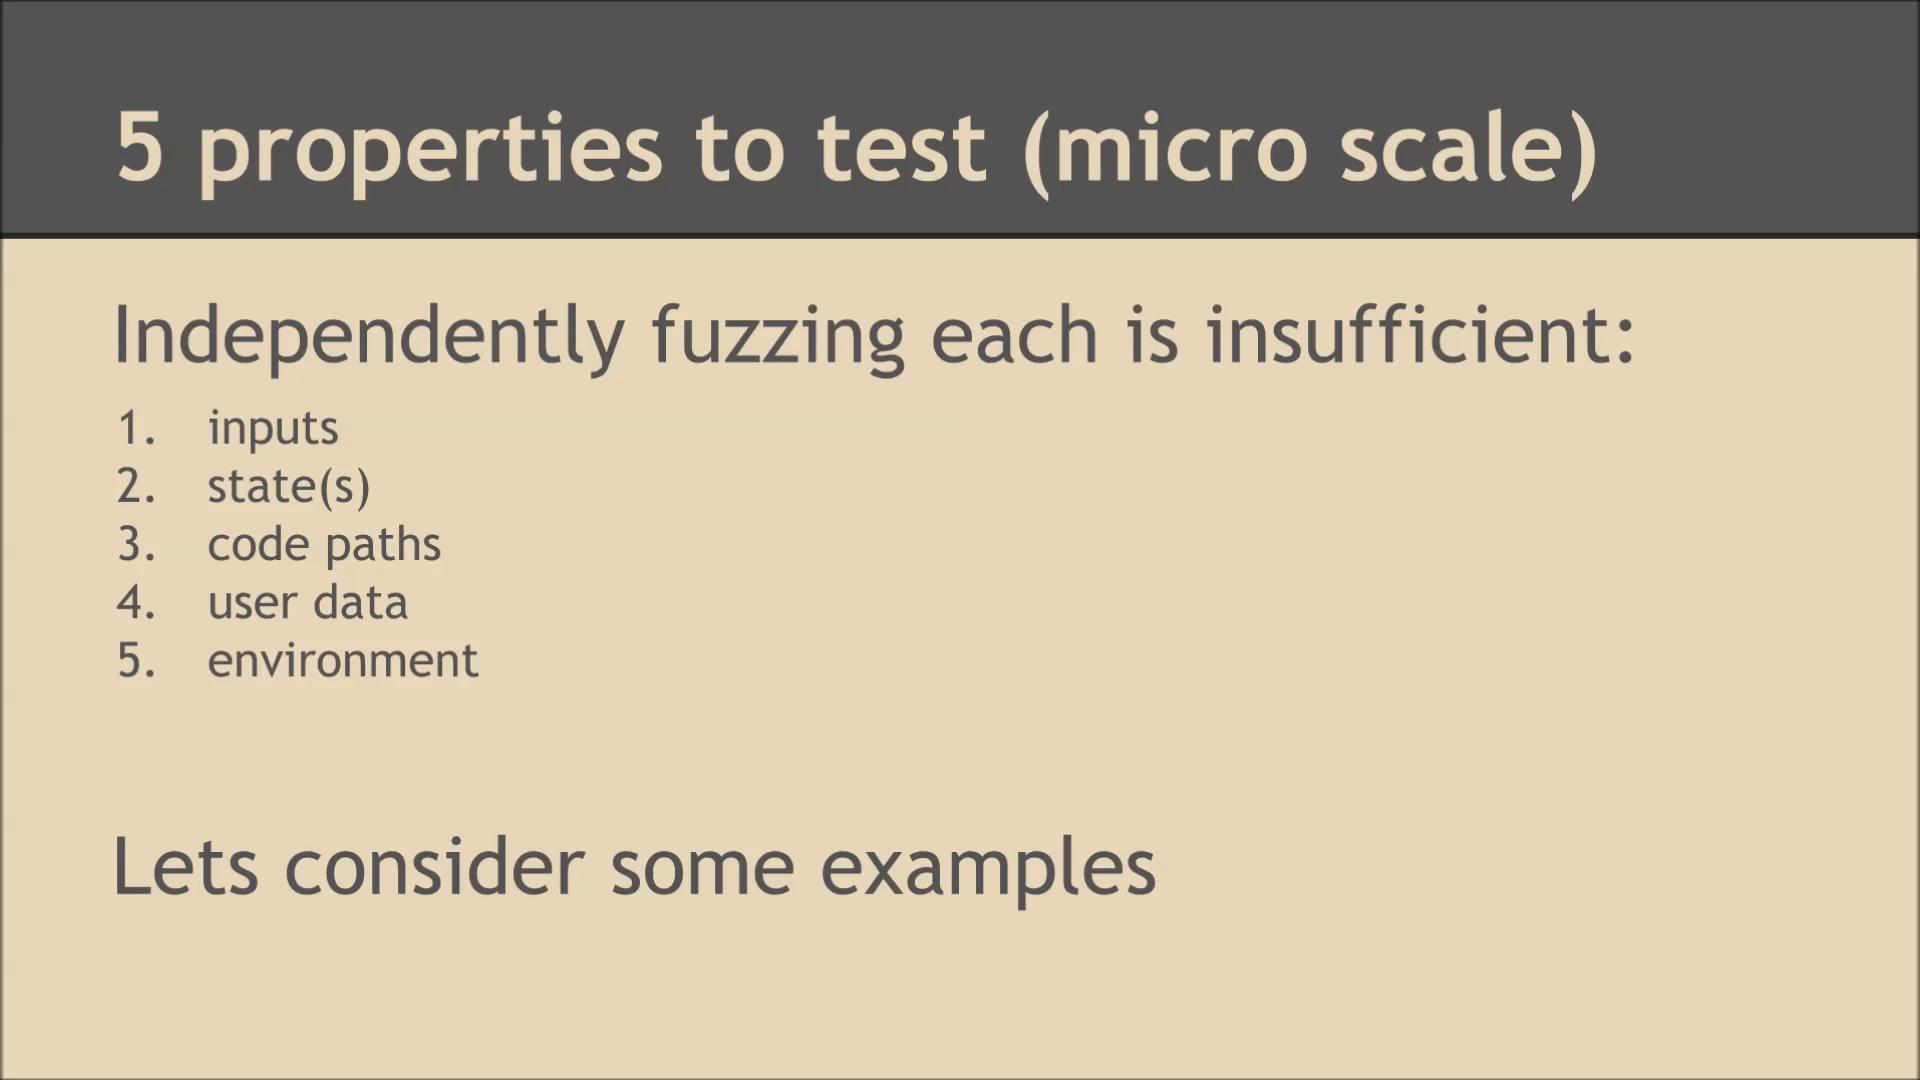 5 properties to test (micro scale)
Independently fuzzing each is insufficient:
1. inputs
2. state(s)
3. code paths
4. user data
5. environment
Lets consider some examples